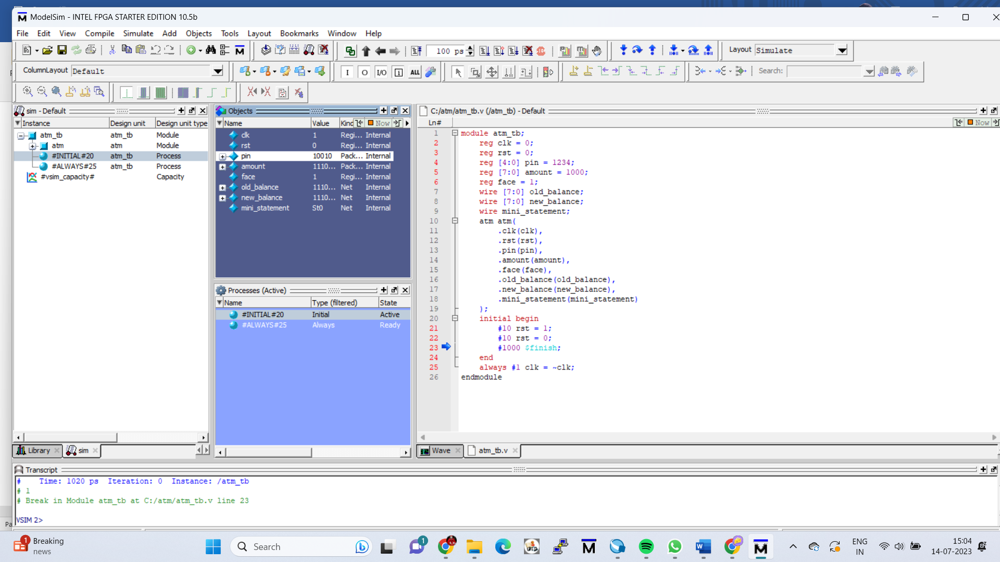 ModelSim - INTEL FPGA STARTER EDITION 10.5b
File Edit View Compile Simulate Add Objects Tools Layout Bookmarks Window Help
100 ps
Layout Simulate
ColumnLayout Default
I O I/O ALL
Search:
sim - Default
Instance Design unit Design unit type
atm_tb atm_tb Module
atm atm Module
#INITIAL#20 atm_tb Process
#ALWAYS#25 atm_tb Process
#vsim_capacity# Capacity
Library sim
Objects
Name Value Kind Now
clk 1 Regi... Internal
rst 0 Regi... Internal
pin 10010 Pack... Internal
amount 1110... Pack... Internal
face 1 Regi... Internal
old_balance 1110... Net Internal
new_balance 1110... Net Internal
mini_statement St0 Net Internal
Processes (Active)
Name Type (filtered) State
#INITIAL#20 Initial Active
#ALWAYS#25 Always Ready
C:/atm/atm_tb.v (/atm_tb) - Default
Ln# Now
1 module atm_tb;
2 reg clk = 0;
3 reg rst = 0;
4 reg [4:0] pin = 1234;
5 reg [7:0] amount = 1000;
6 reg face = 1;
7 wire [7:0] old_balance;
8 wire [7:0] new_balance;
9 wire mini_statement;
10 atm atm(
11 .clk(clk),
12 .rst(rst),
13 .pin(pin),
14 .amount(amount),
15 .face(face),
16 .old_balance(old_balance),
17 .new_balance(new_balance),
18 .mini_statement(mini_statement)
19 );
20 initial begin
21 #10 rst = 1;
22 #10 rst = 0;
23 #1000 $finish;
24 end
25 always #1 clk = ~clk;
26 endmodule
Wave atm_tb.v
Transcript
# Time: 1020 ps Iteration: 0 Instance: /atm_tb
# 1
# Break in Module atm_tb at C:/atm/atm_tb.v line 23
VSIM 2>
Pa
1 Breaking
news
Search
1
ENG
IN
15:04
14-07-2023